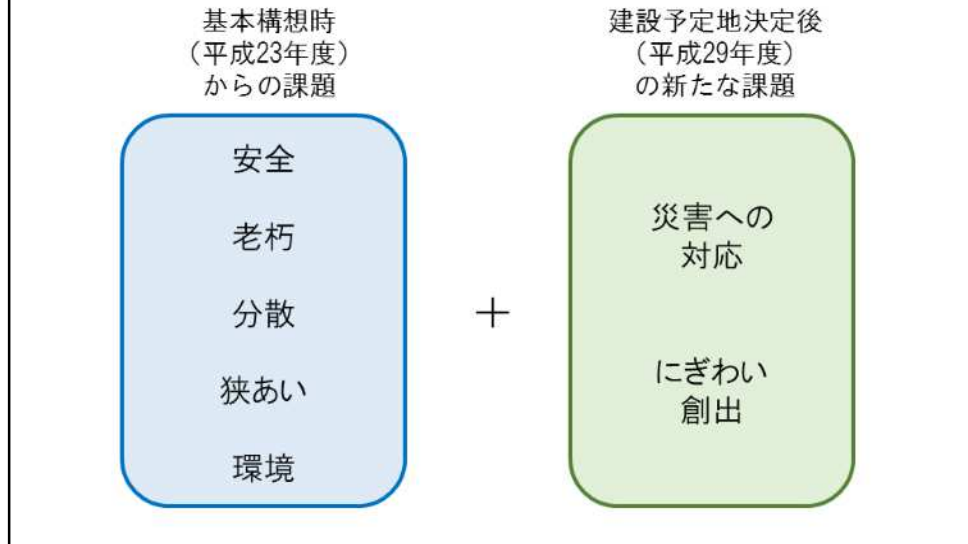 基本構想時
（平成23年度）
からの課題
安全
老朽
分散
狭あい
環境
＋
建設予定地決定後
（平成29年度）
の新たな課題
災害への
対応
にぎわい
創出